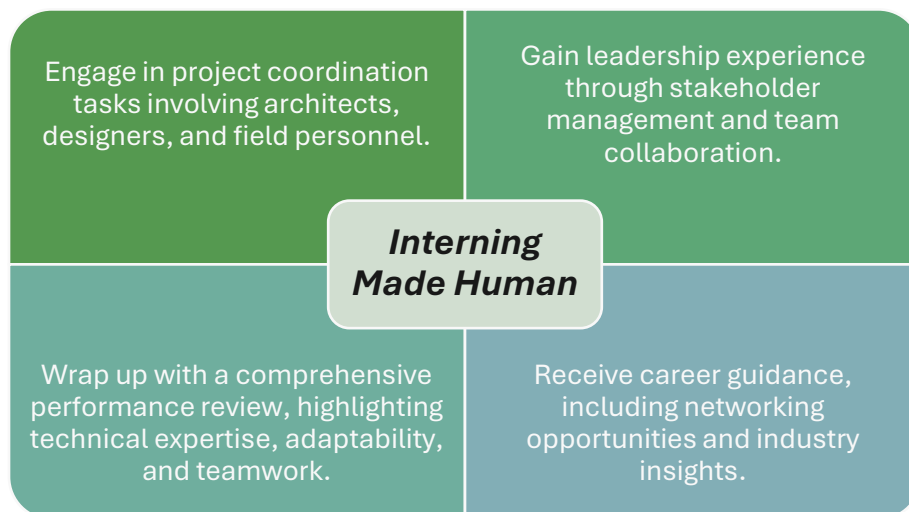 Engage in project coordination
tasks involving architects,
designers, and field personnel.
Gain leadership experience
through stakeholder
management and team
collaboration.
Interning
Made Human
Wrap up with a comprehensive
performance review, highlighting
technical expertise, adaptability,
and teamwork.
Receive career guidance,
including networking
opportunities and industry
insights.